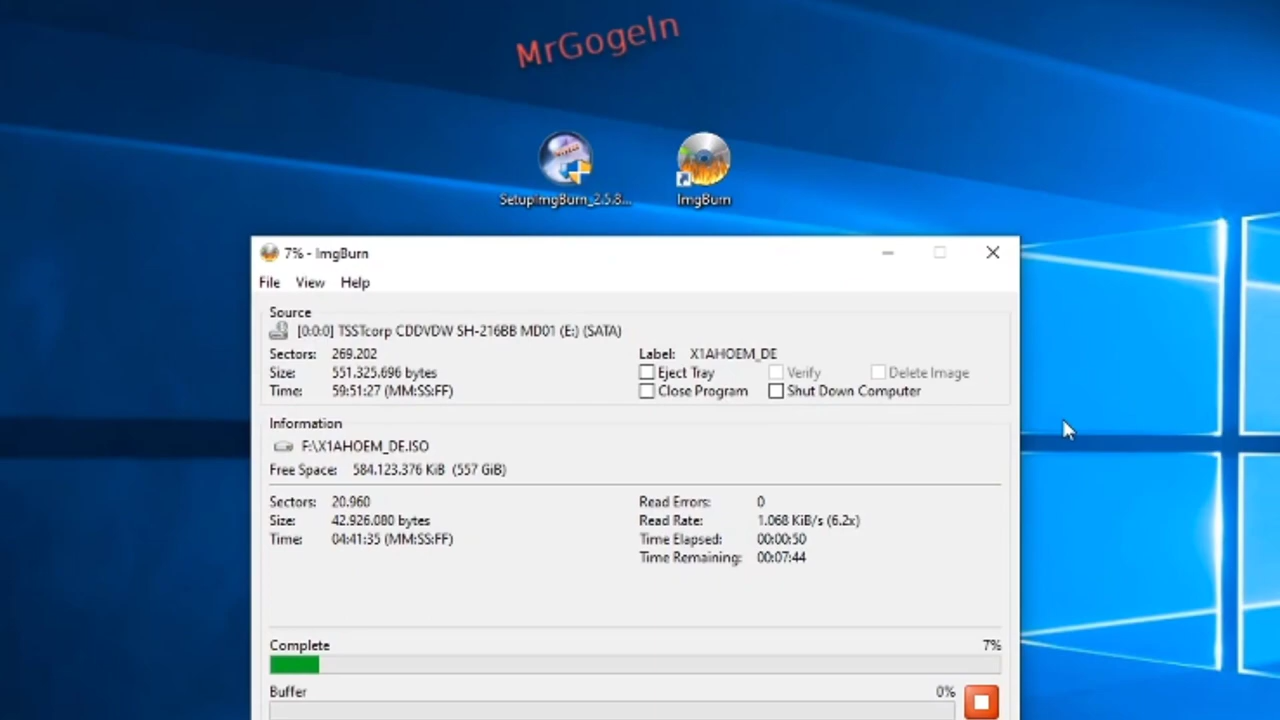 MrGogeIn
SetupImgBurn_2.5.8...
ImgBurn
7% - ImgBurn
File View Help
Source
[0:0:0] TSSTcorp CDDVDW SH-216BB MD01 (E:) (SATA)
Sectors: 269.202
Label: X1AHOEM_DE
Size: 551.325.696 bytes
Eject Tray Verify Delete Image
Time: 59:51:27 (MM:SS:FF)
Close Program Shut Down Computer
Information
F:\X1AHOEM_DE.ISO
Free Space: 584.123.376 KiB (557 GiB)
Sectors: 20.960
Read Errors: 0
Size: 42.926.080 bytes
Read Rate: 1.068 KiB/s (6.2x)
Time: 04:41:35 (MM:SS:FF)
Time Elapsed: 00:00:50
Time Remaining: 00:07:44
Complete 7%
Buffer 0%